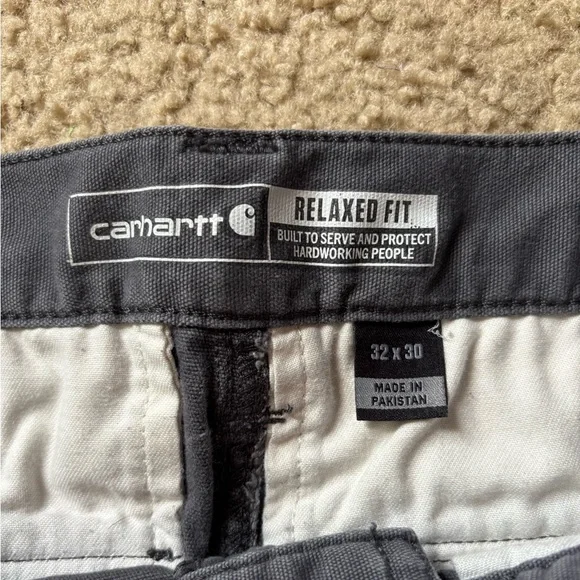 carhartt
RELAXED FIT
BUILT TO SERVE AND PROTECT
HARDWORKING PEOPLE
32 x 30
MADE IN
PAKISTAN